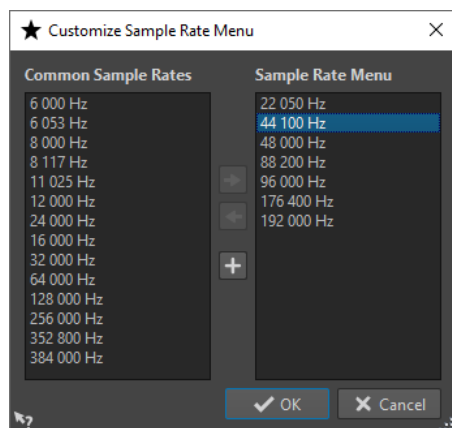 Customize Sample Rate Menu
Common Sample Rates
6 000 Hz
6 053 Hz
8 000 Hz
8 117 Hz
11 025 Hz
12 000 Hz
24 000 Hz
16 000 Hz
32 000 Hz
64 000 Hz
128 000 Hz
256 000 Hz
352 800 Hz
384 000 Hz
Sample Rate Menu
22 050 Hz
44 100 Hz
48 000 Hz
88 200 Hz
96 000 Hz
176 400 Hz
192 000 Hz
OK
Cancel
?